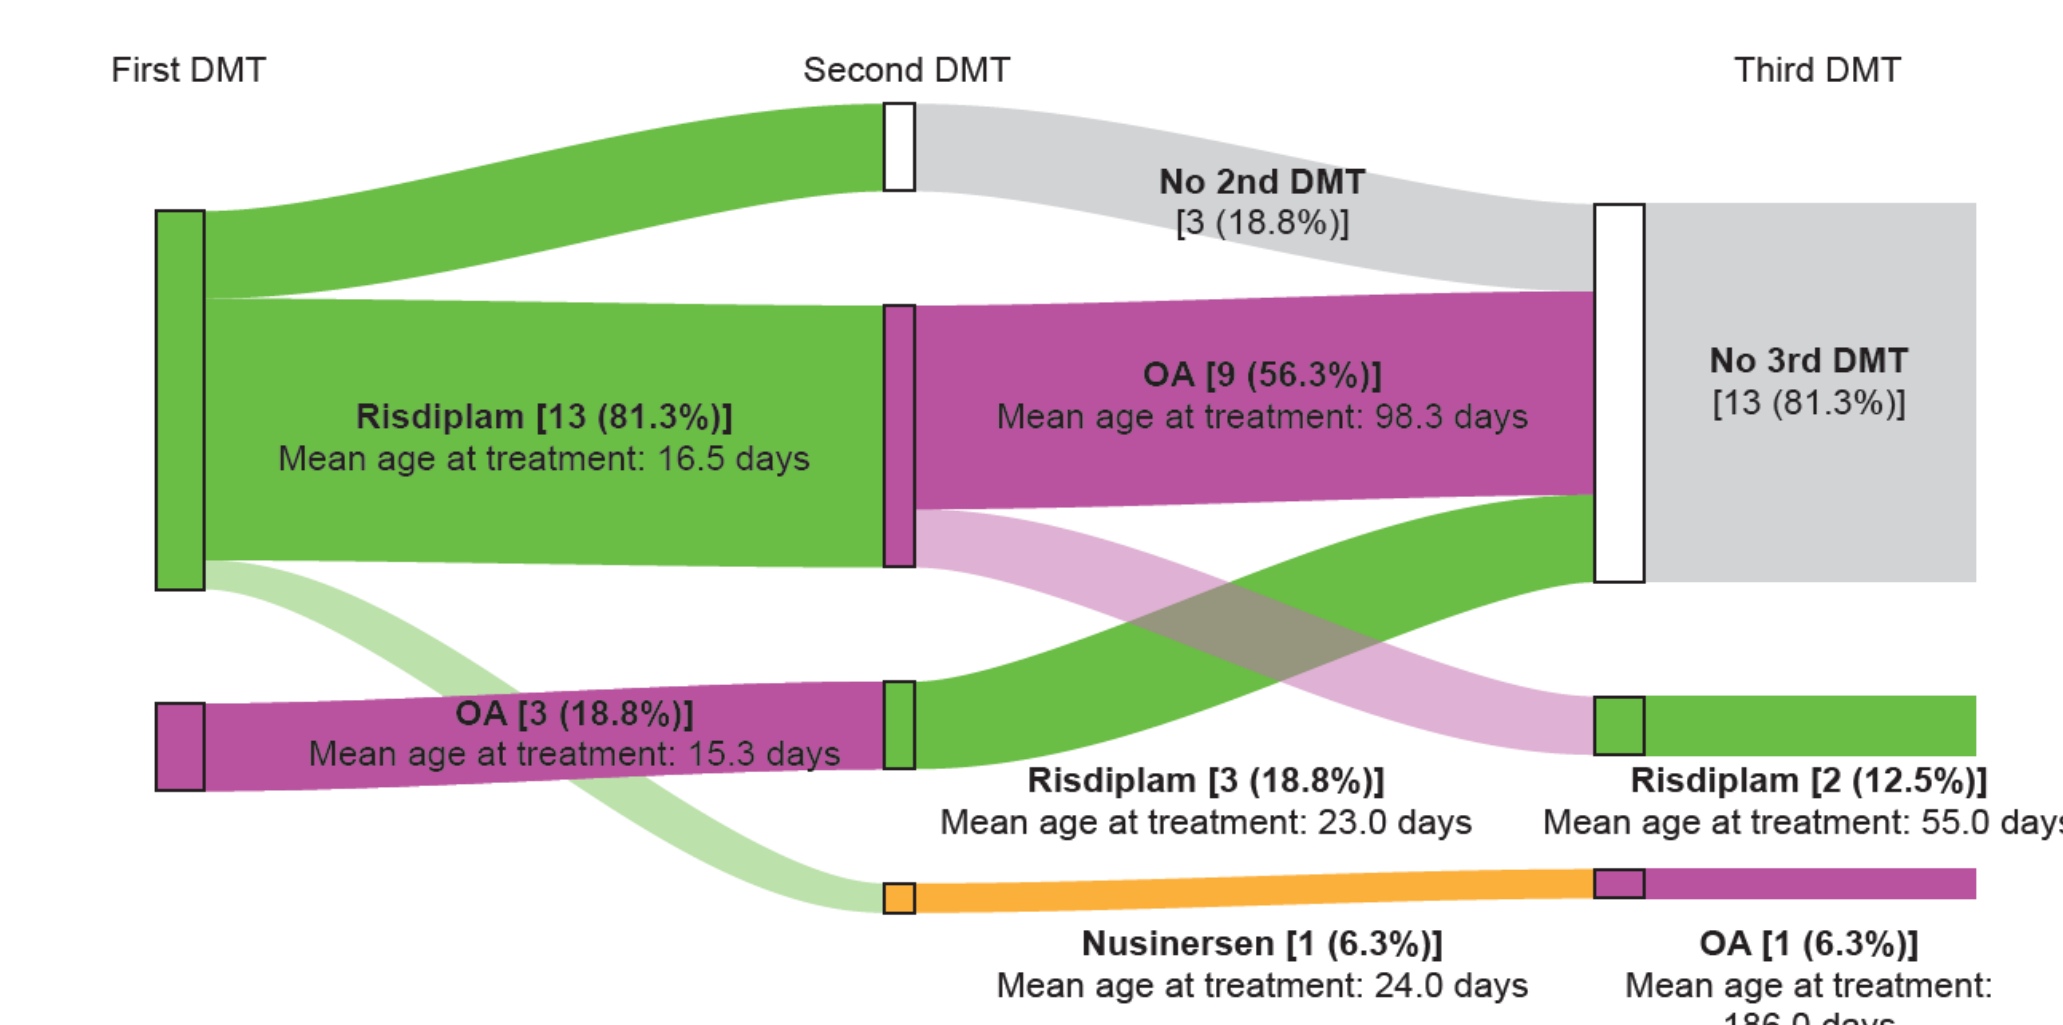 First DMT
Second DMT
Third DMT
No 2nd DMT
[3 (18.8%)]
No 3rd DMT
[13 (81.3%)]
OA [9 (56.3%)]
Mean age at treatment: 98.3 days
Risdiplam [13 (81.3%)]
Mean age at treatment: 16.5 days
OA [3 (18.8%)]
Mean age at treatment: 15.3 days
Risdiplam [3 (18.8%)]
Mean age at treatment: 23.0 days
Risdiplam [2 (12.5%)]
Mean age at treatment: 55.0 days
Nusinersen [1 (6.3%)]
Mean age at treatment: 24.0 days
OA [1 (6.3%)]
Mean age at treatment:
186.0 days